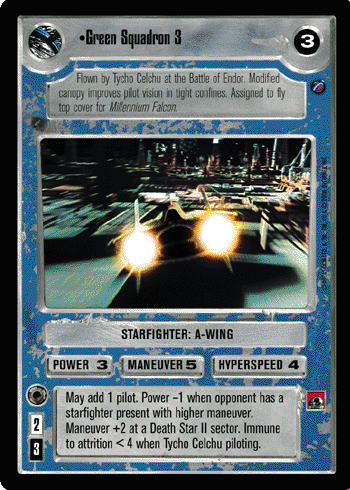 •Green Squadron 3
3
Flown by Tycho Celchu at the Battle of Endor. Modified
canopy improves pilot vision in tight confines. Assigned to fly
top cover for Millennium Falcon.
STARFIGHTER: A-WING
POWER 3 MANEUVER 5 HYPERSPEED 4
May add 1 pilot. Power -1 when opponent has a
starfighter present with higher maneuver.
Maneuver +2 at a Death Star II sector. Immune
to attrition < 4 when Tycho Celchu piloting.
2
3